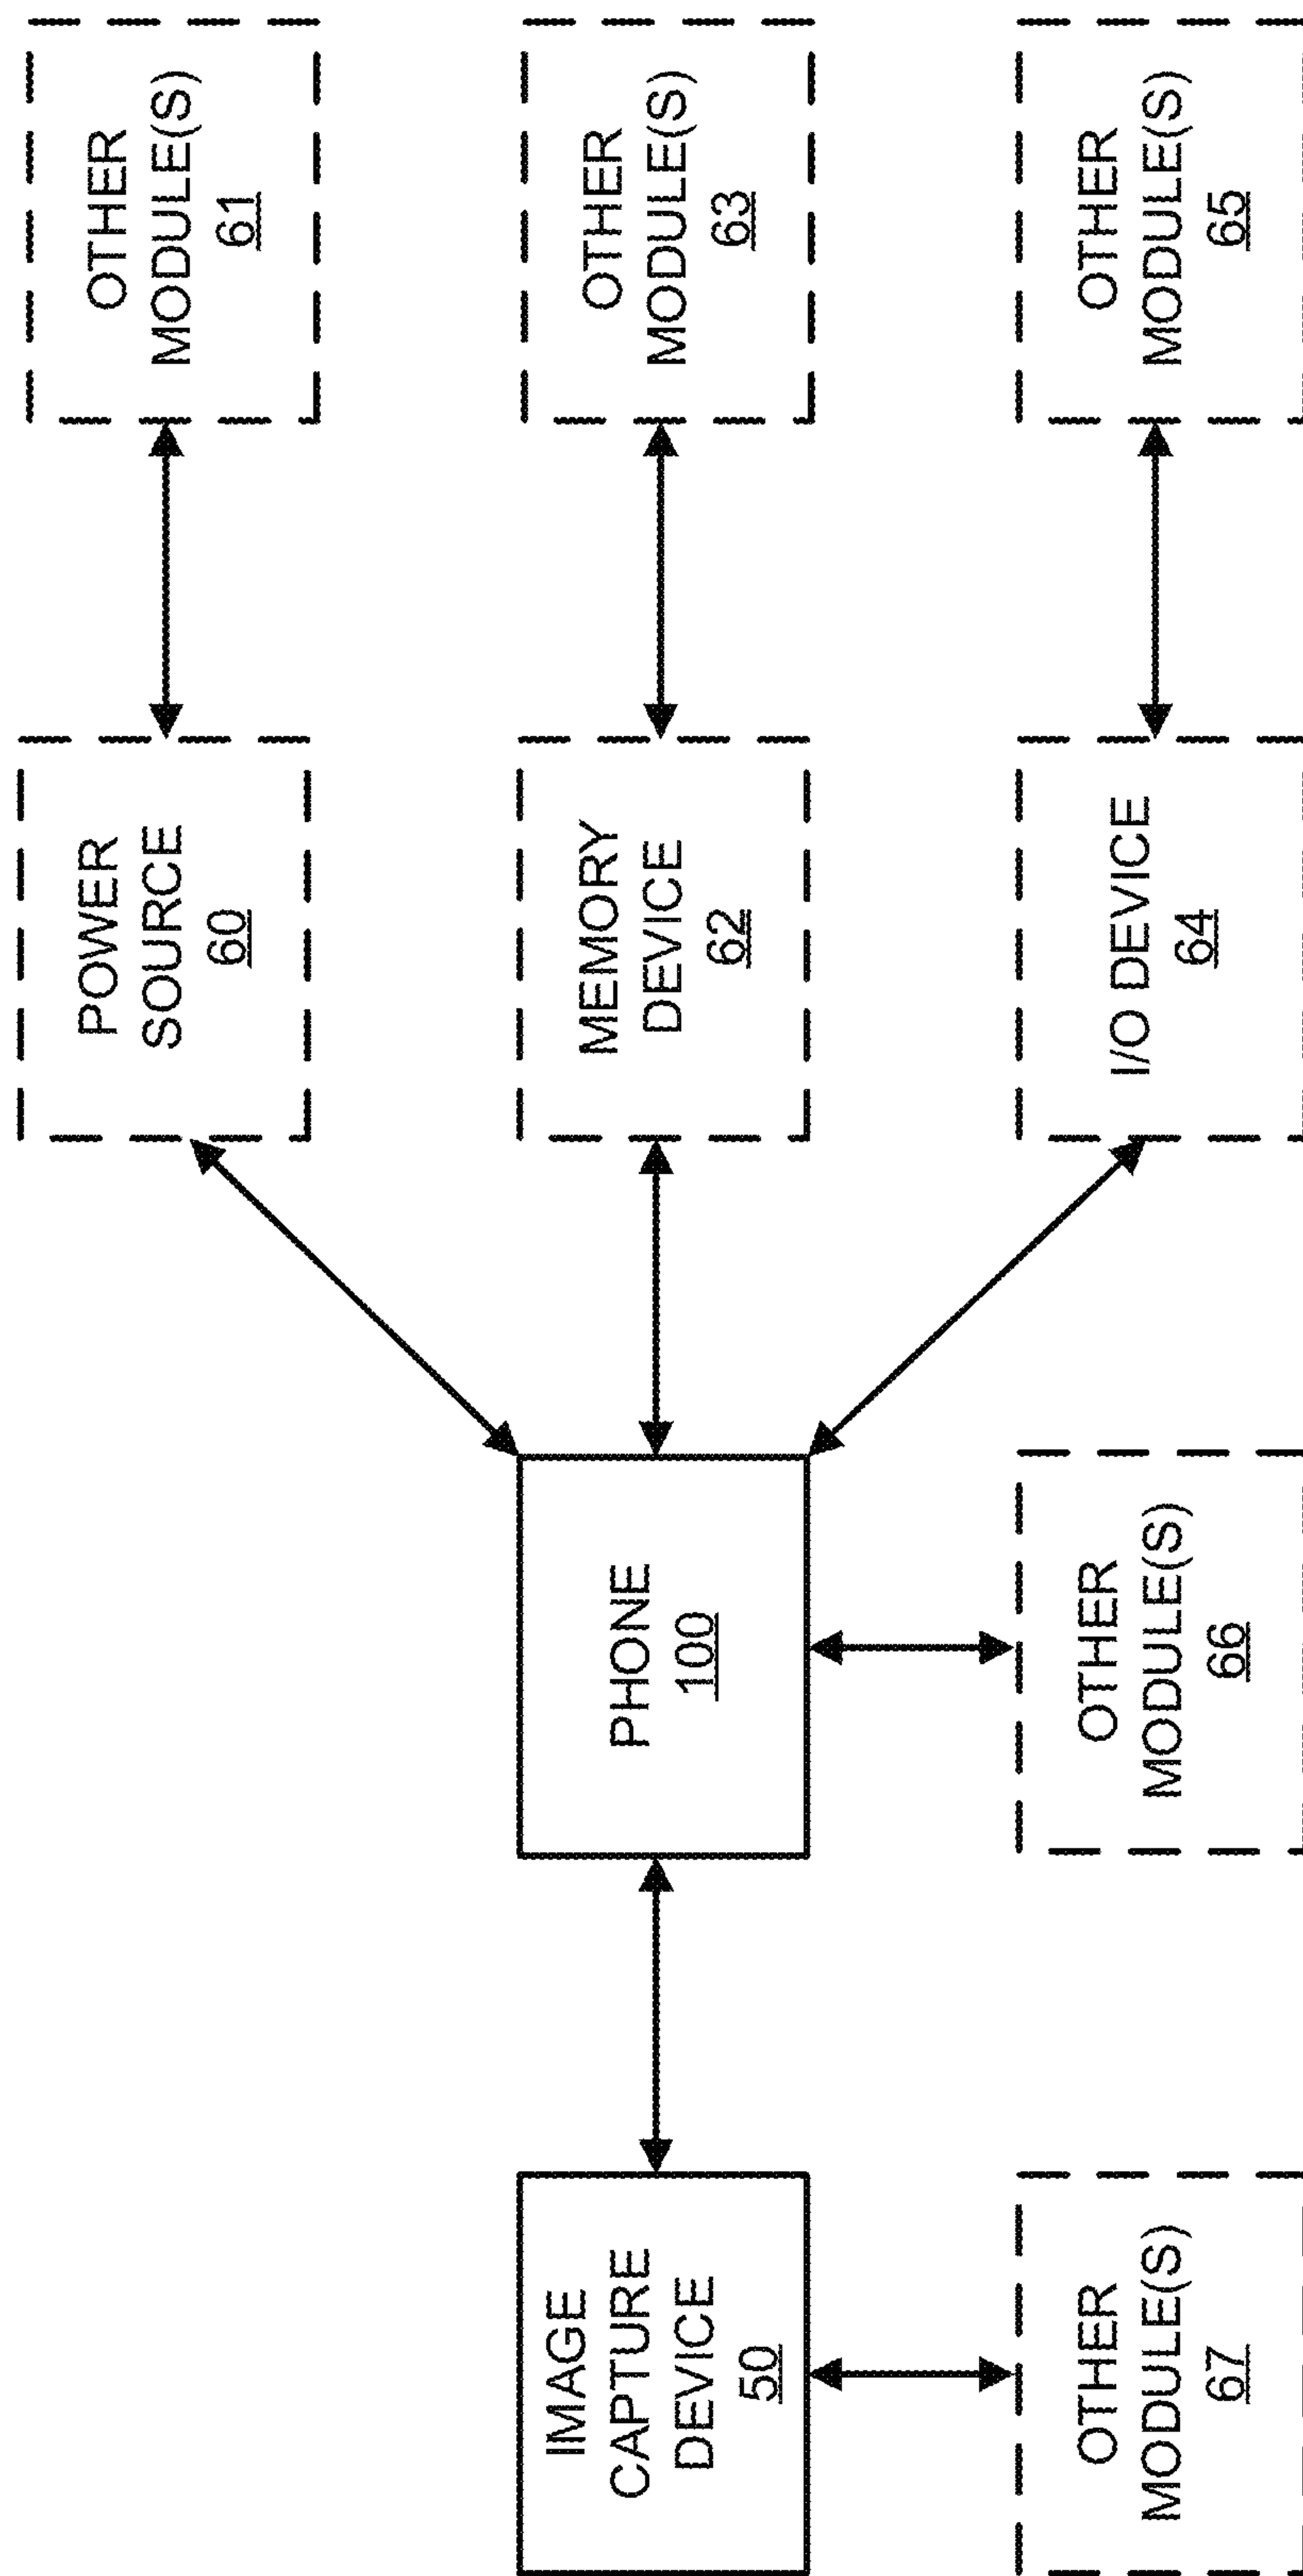 IMAGE
CAPTURE
DEVICE
50
OTHER
MODULE(S)
67
PHONE
100
OTHER
MODULE(S)
66
POWER
SOURCE
60
MEMORY
DEVICE
62
I/O DEVICE
64
OTHER
MODULE(S)
61
OTHER
MODULE(S)
63
OTHER
MODULE(S)
65